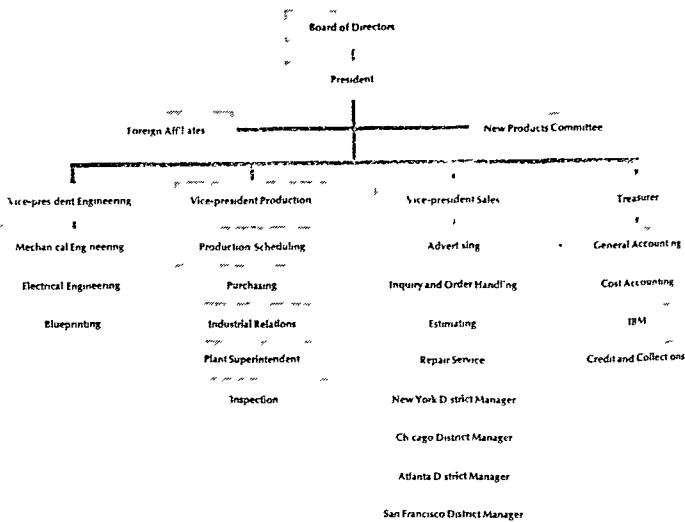 Board of Directors
President
Foreign Affiliates
New Products Committee
Vice-president Engineering
Vice-president Production
Vice-president Sales
Treasurer
Mechanical Engineering
Production Scheduling
Advertising
General Accounting
Electrical Engineering
Purchasing
Inquiry and Order Handling
Cost Accounting
Blueprinting
Industrial Relations
Estimating
IBM
Plant Superintendent
Repair Service
Credit and Collections
Inspection
New York District Manager
Chicago District Manager
Atlanta District Manager
San Francisco District Manager